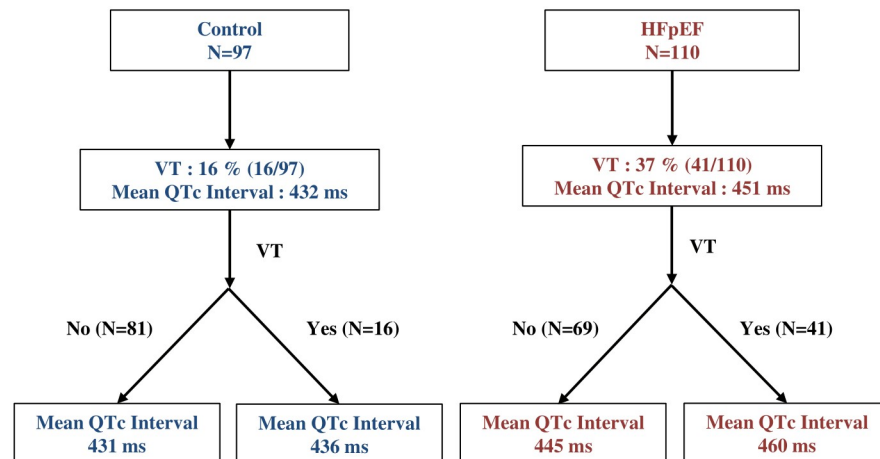 Control
N=97
HFpEF
N=110
VT : 16 % (16/97)
Mean QTc Interval : 432 ms
VT : 37 % (41/110)
Mean QTc Interval : 451 ms
VT
VT
No (N=81)
Yes (N=16)
No (N=69)
Yes (N=41)
Mean QTc Interval
431 ms
Mean QTc Interval
436 ms
Mean QTc Interval
445 ms
Mean QTc Interval
460 ms